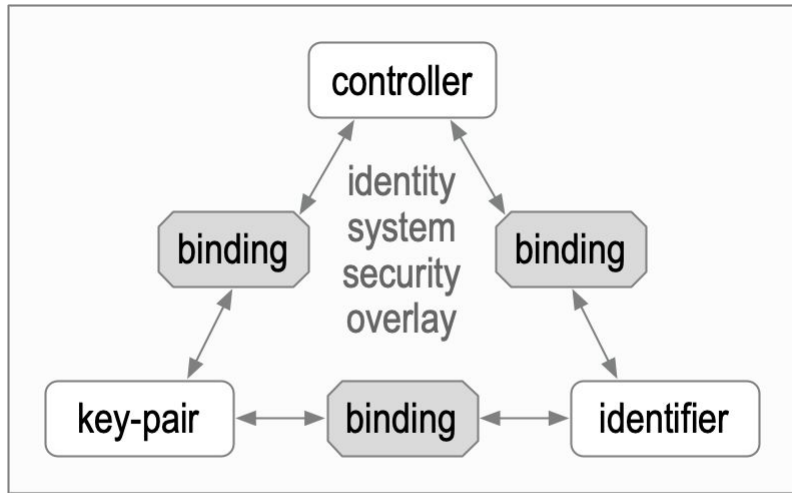 controller
identity
system
security
overlay
binding
binding
key-pair
binding
identifier